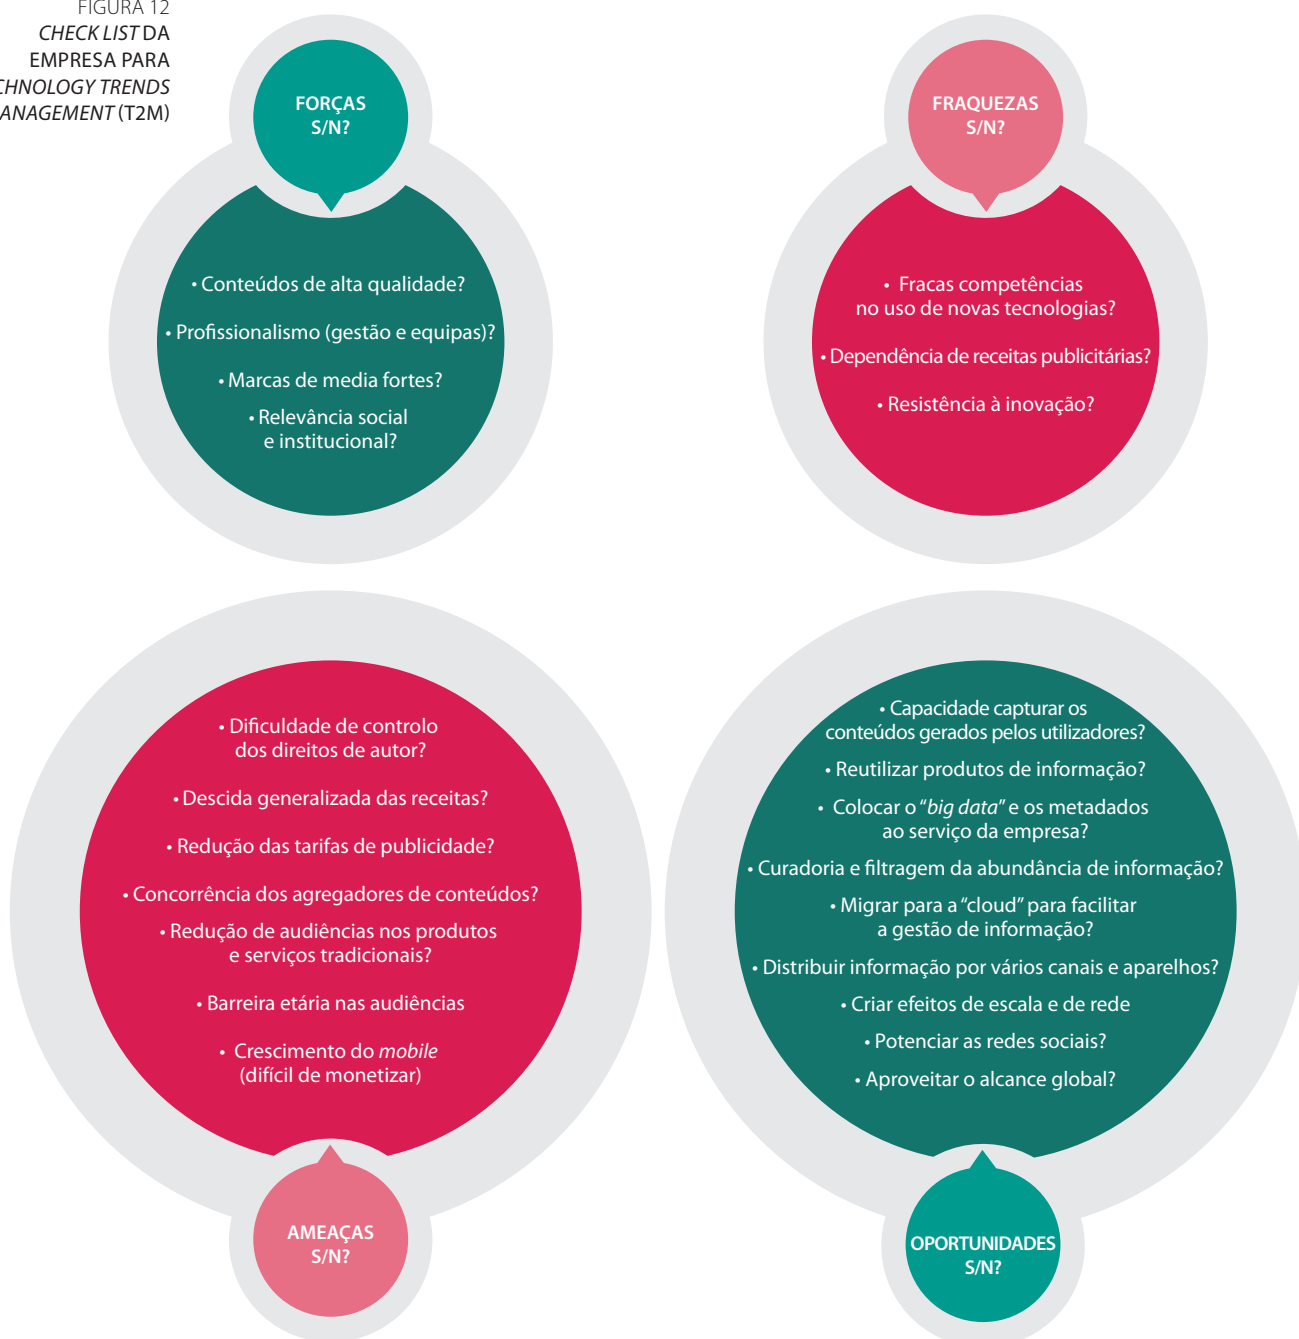 FIGURA 12
CHECK LIST DA
EMPRESA PARA
CHNOLOGY TRENDS
ANAGEMENT (T2M)
FORÇAS
S/N?
• Conteúdos de alta qualidade?
• Profissionalismo (gestão e equipas)?
• Marcas de media fortes?
• Relevância social
e institucional?
FRAQUEZAS
S/N?
• Fracas competências
no uso de novas tecnologias?
• Dependência de receitas publicitárias?
• Resistência à inovação?
• Dificuldade de controlo
dos direitos de autor?
• Descida generalizada das receitas?
• Redução das tarifas de publicidade?
• Concorrência dos agregadores de conteúdos?
• Redução de audiências nos produtos
e serviços tradicionais?
• Barreira etária nas audiências
• Crescimento do mobile
(difícil de monetizar)
AMEAÇAS
S/N?
• Capacidade capturar os
conteúdos gerados pelos utilizadores?
• Reutilizar produtos de informação?
• Colocar o “big data” e os metadados
ao serviço da empresa?
• Curadoria e filtragem da abundância de informação?
• Migrar para a “cloud” para facilitar
a gestão de informação?
• Distribuir informação por vários canais e aparelhos?
• Criar efeitos de escala e de rede
• Potenciar as redes sociais?
• Aproveitar o alcance global?
OPORTUNIDADES
S/N?